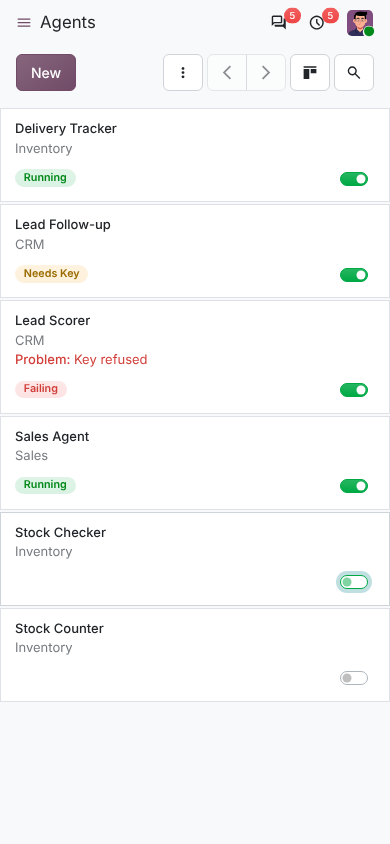 Agents
5
5
New
Delivery Tracker
Inventory
Running
Lead Follow-up
CRM
Needs Key
Lead Scorer
CRM
Problem: Key refused
Failing
Sales Agent
Sales
Running
Stock Checker
Inventory
Stock Counter
Inventory